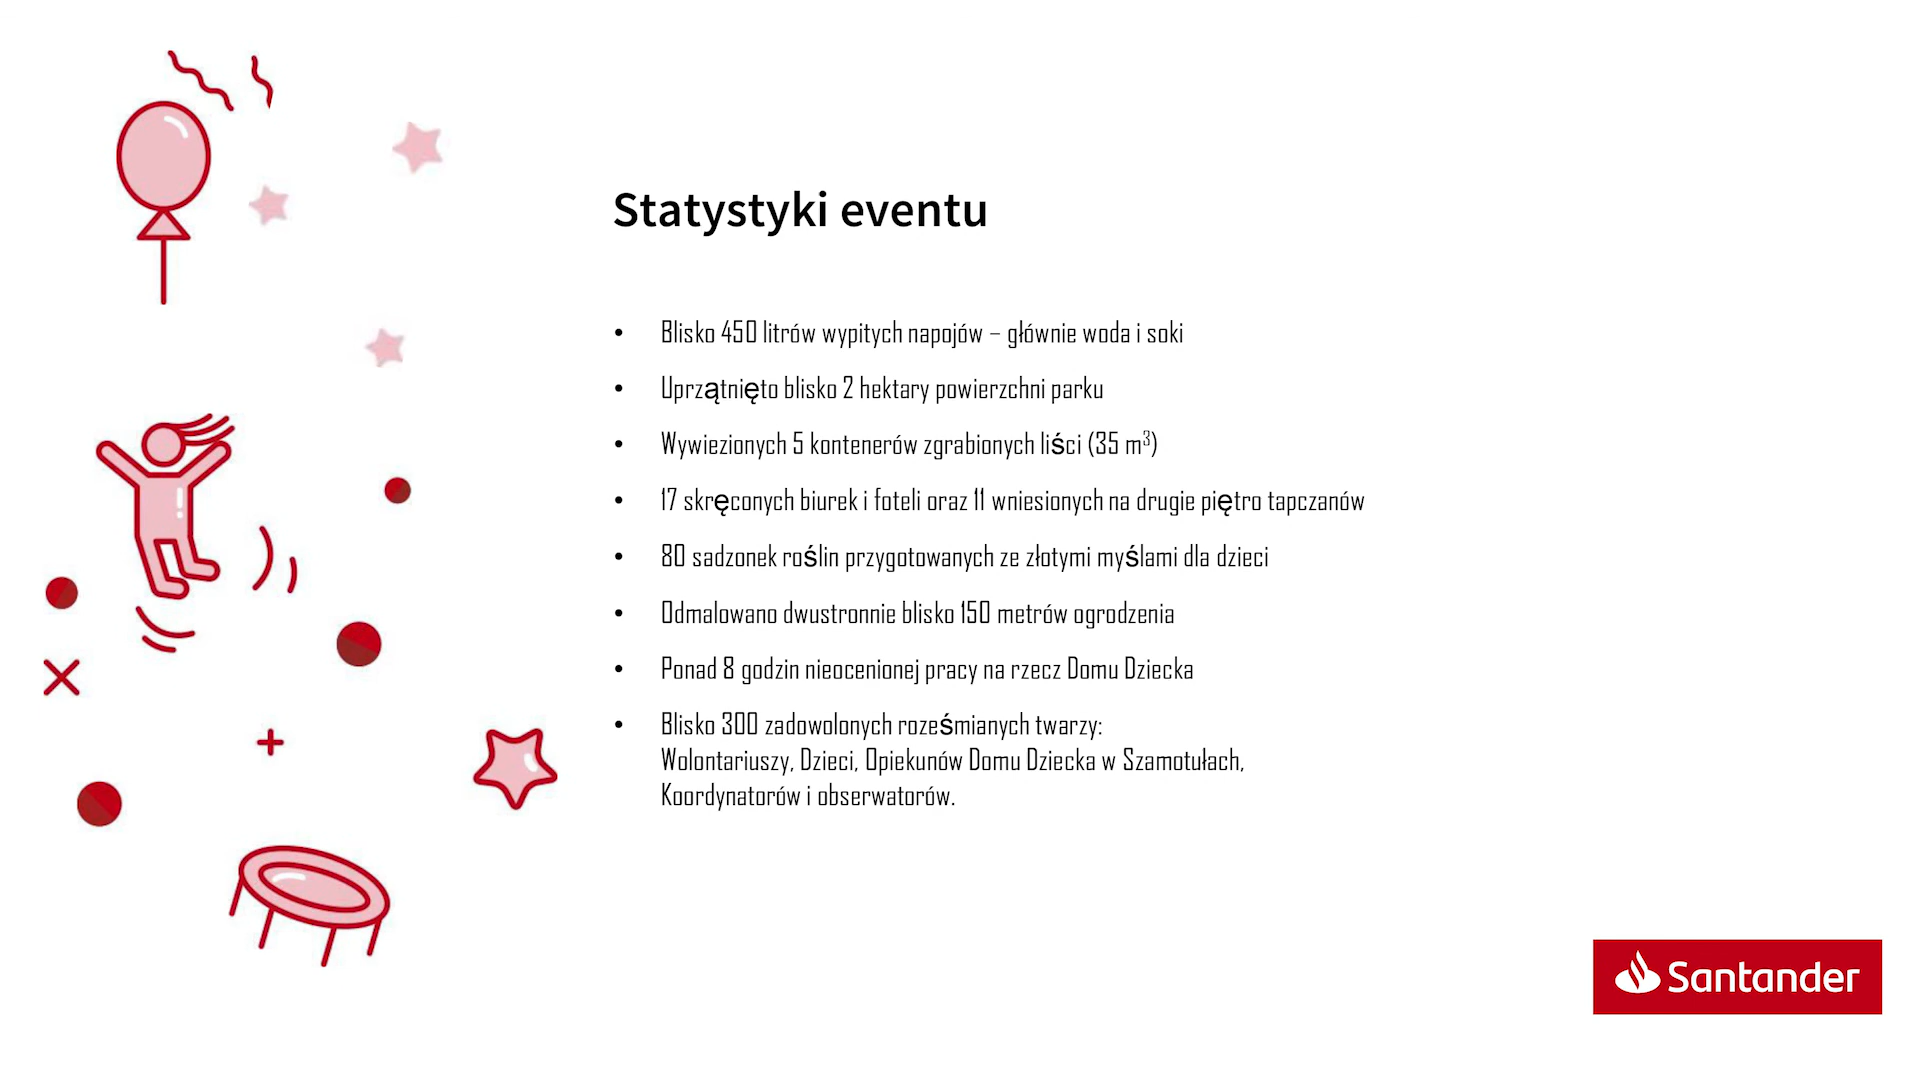 Statystyki eventu
• Blisko 450 litrów wypitych napojów – głównie woda i soki
• Uprzątnięto blisko 2 hektary powierzchni parku
• Wywiezionych 5 kontenerów zgrabionych liści (35 m³)
• 17 skręconych biurek i foteli oraz 11 wniesionych na drugie piętro tapczanów
• 80 sadzonek roślin przygotowanych ze złotymi myślami dla dzieci
• Odmalowano dwustronnie blisko 150 metrów ogrodzenia
• Ponad 8 godzin nieocenionej pracy na rzecz Domu Dziecka
• Blisko 300 zadowolonych roześmianych twarzy:
Wolontariuszy, Dzieci, Opiekunów Domu Dziecka w Szamotułach,
Koordynatorów i obserwatorów.
Santander